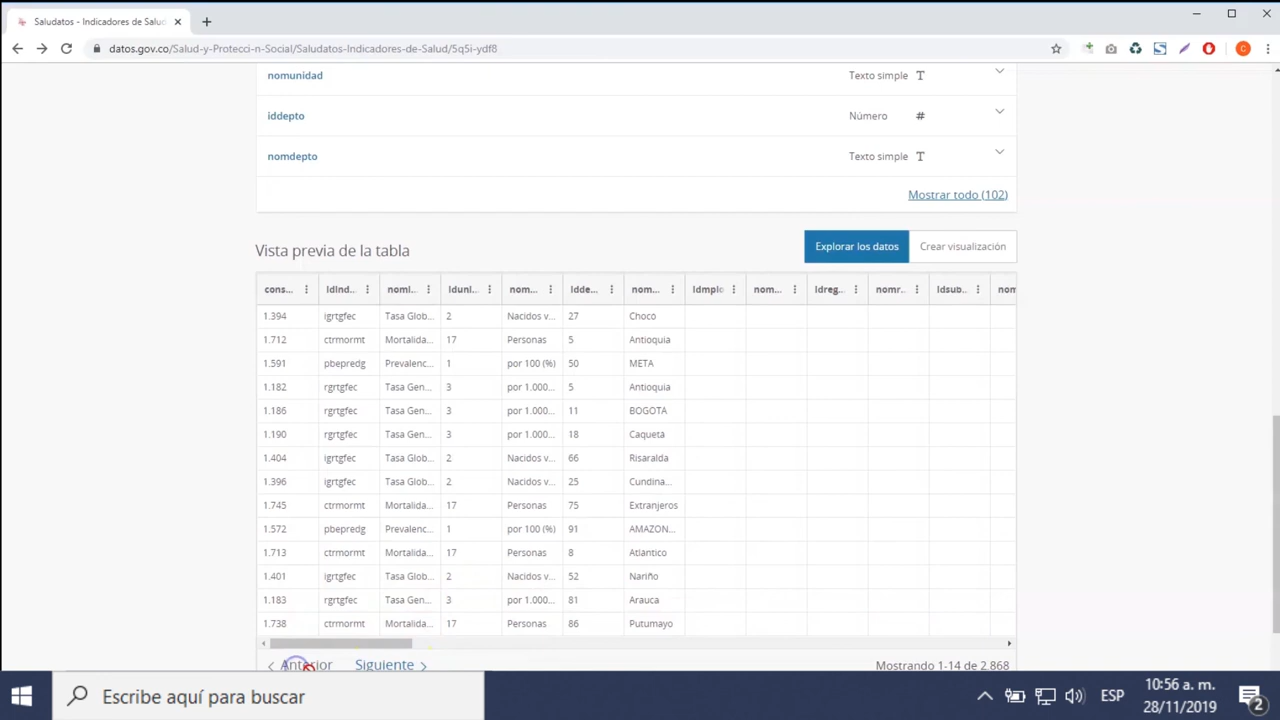 Saludatos - Indicadores de Salud
datos.gov.co/Salud-y-Protecci-n-Social/Saludatos-Indicadores-de-Salud/5q5i-ydf8
C
nomunidad Texto simple T
iddepto Número #
nomdepto Texto simple T
Mostrar todo (102)
Vista previa de la tabla Explorar los datos Crear visualización
cons... IdInd... nomI... Iduni... nom... Idde... nom... Idmpio nom... Idreg... nomr... Idsub... nom
1.394 igrtgfec Tasa Glob... 2 Nacidos v... 27 Choco
1.712 ctrmormt Mortalida... 17 Personas 5 Antioquia
1.591 pbepredg Prevalenc... 1 por 100 (%) 50 META
1.182 rgrtgfec Tasa Gen... 3 por 1.000... 5 Antioquia
1.186 rgrtgfec Tasa Gen... 3 por 1.000... 11 BOGOTA
1.190 rgrtgfec Tasa Gen... 3 por 1.000... 18 Caquetá
1.404 igrtgfec Tasa Glob... 2 Nacidos v... 66 Risaralda
1.396 igrtgfec Tasa Glob... 2 Nacidos v... 25 Cundina...
1.745 ctrmormt Mortalida... 17 Personas 75 Extranjeros
1.572 pbepredg Prevalenc... 1 por 100 (%) 91 AMAZON...
1.713 ctrmormt Mortalida... 17 Personas 8 Atlántico
1.401 igrtgfec Tasa Glob... 2 Nacidos v... 52 Nariño
1.183 rgrtgfec Tasa Gen... 3 por 1.000... 81 Arauca
1.738 ctrmormt Mortalida... 17 Personas 86 Putumayo
Anterior Siguiente Mostrando 1-14 de 2.868
Escribe aquí para buscar
ESP
10:56 a. m.
28/11/2019
2